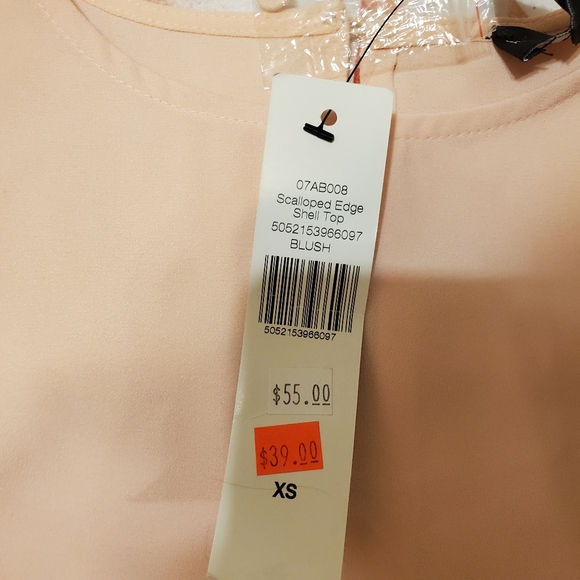 07AB008
Scalloped Edge
Shell Top
5052153966097
BLUSH
5052153966097
$55.00
$39.00
XS